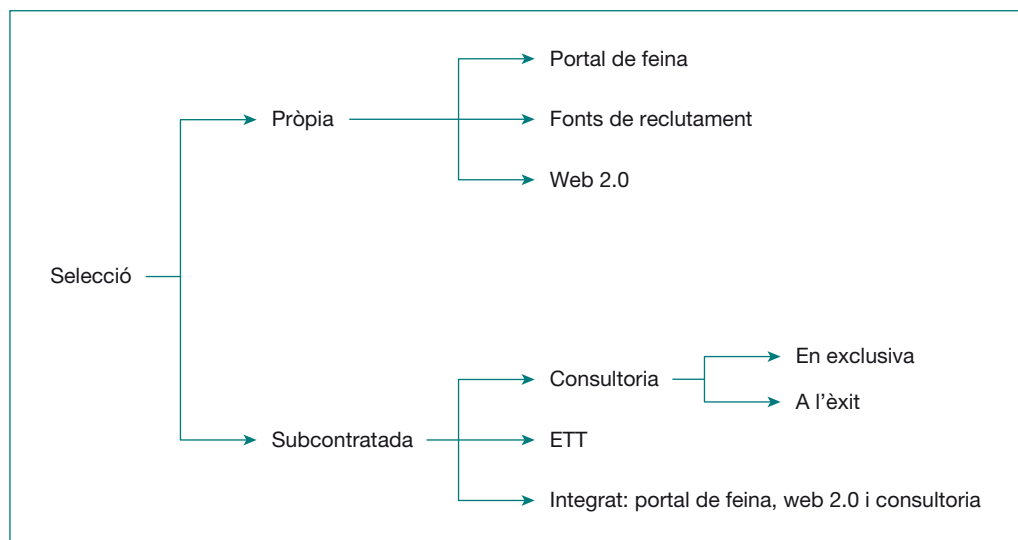 Portal de feina
Pròpia
Fonts de reclutament
Web 2.0
Selecció
En exclusiva
Consultoria
A l'èxit
Subcontratada
ETT
Integrat: portal de feina, web 2.0 i consultoria